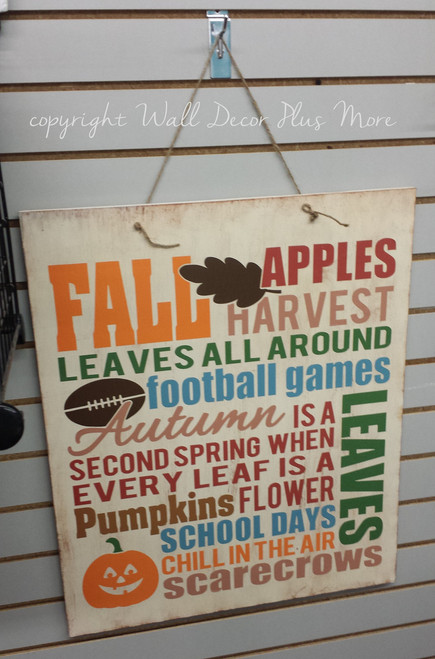 copyright Wall Decor Plus More
FALL
APPLES
HARVEST
LEAVES ALL AROUND
football games
Autumn IS A
SECOND SPRING WHEN
EVERY LEAF IS A
Pumpkins FLOWER
LEAVES
SCHOOL DAYS
CHILL IN THE AIR
scarecrows